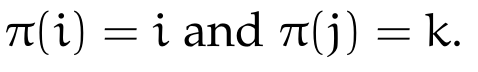 π(i) = i and π(j) = k.